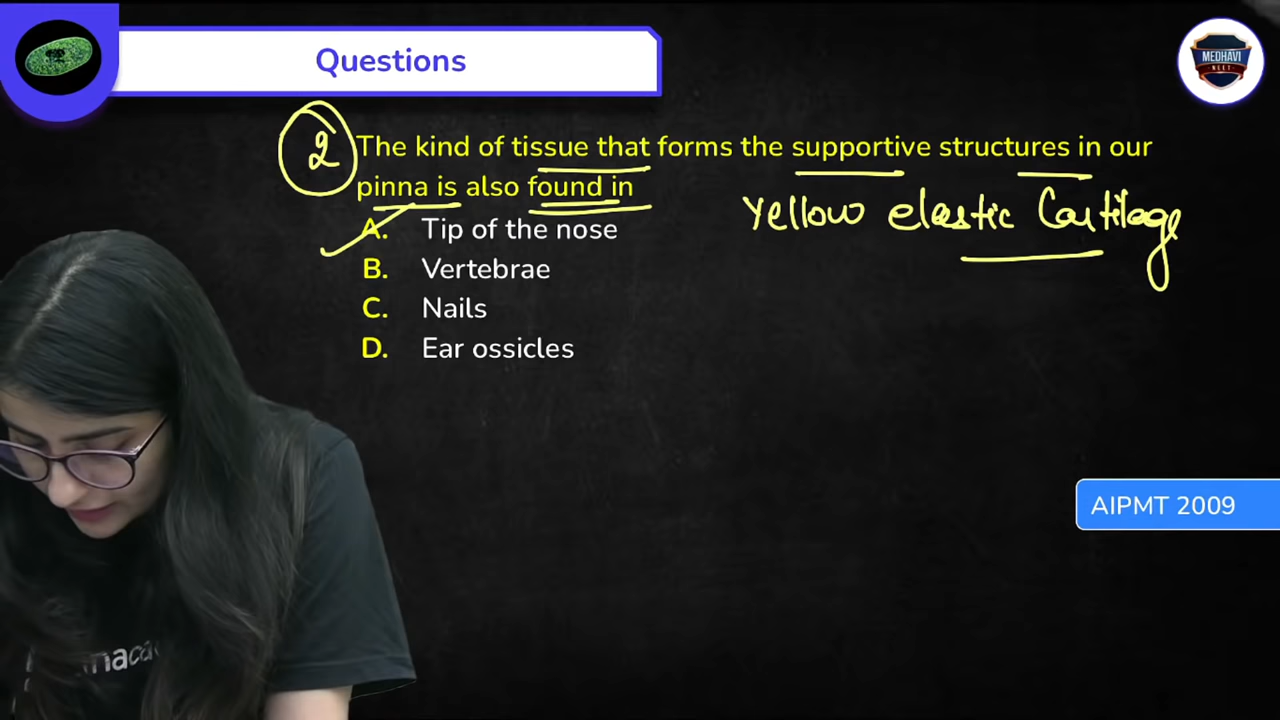 Questions
MEDHAVI
NEET
2
The kind of tissue that forms the supportive structures in our
pinna is also found in
Yellow elastic Cartilage
A. Tip of the nose
B. Vertebrae
C. Nails
D. Ear ossicles
AIPMT 2009